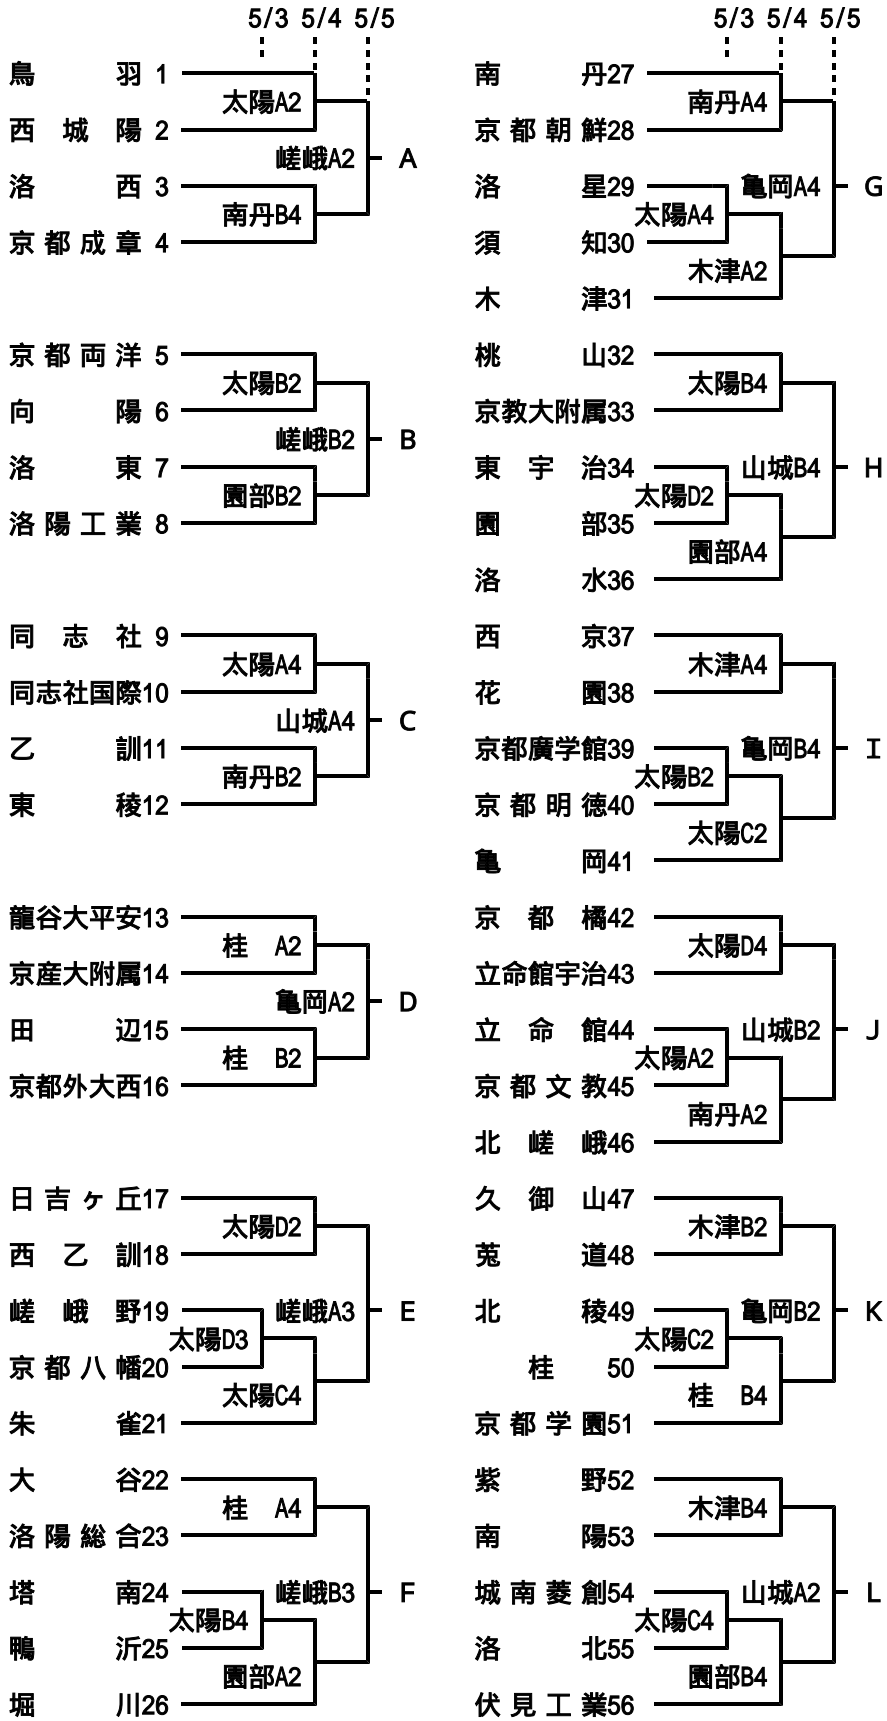 5/3 5/4 5/5
鳥羽 1
太陽A2
西城陽 2
嵯峨A2 A
洛西 3
南丹B4
京都成章 4
京都両洋 5
太陽B2
向陽 6
嵯峨B2 B
洛東 7
園部B2
洛陽工業 8
同志社 9
太陽A4
同志社国際10
山城A4 C
乙訓11
南丹B2
東稜12
龍谷大平安13
桂 A2
京産大附属14
亀岡A2 D
田辺15
桂 B2
京都外大西16
日吉ヶ丘17
太陽D2
西乙訓18
嵯峨野19
嵯峨A3 E
太陽D3
京都八幡20
太陽C4
朱雀21
大谷22
桂 A4
洛陽総合23
塔南24
嵯峨B3 F
太陽B4
鴨沂25
園部A2
堀川26
5/3 5/4 5/5
南丹27
南丹A4
京都朝鮮28
洛星29
亀岡A4 G
太陽A4
須知30
木津A2
木津31
桃山32
太陽B4
京教大附属33
東宇治34
山城B4 H
太陽D2
園部35
園部A4
洛水36
西京37
木津A4
花園38
京都廣学館39
亀岡B4 I
太陽B2
京都明徳40
太陽C2
亀岡41
京都橘42
太陽D4
立命館宇治43
立命館44
山城B2 J
太陽A2
京都文教45
南丹A2
北嵯峨46
久御山47
木津B2
莵道48
北稜49
亀岡B2 K
太陽C2
桂 50
桂 B4
京都学園51
紫野52
木津B4
南陽53
城南菱創54
山城A2 L
太陽C4
洛北55
園部B4
伏見工業56